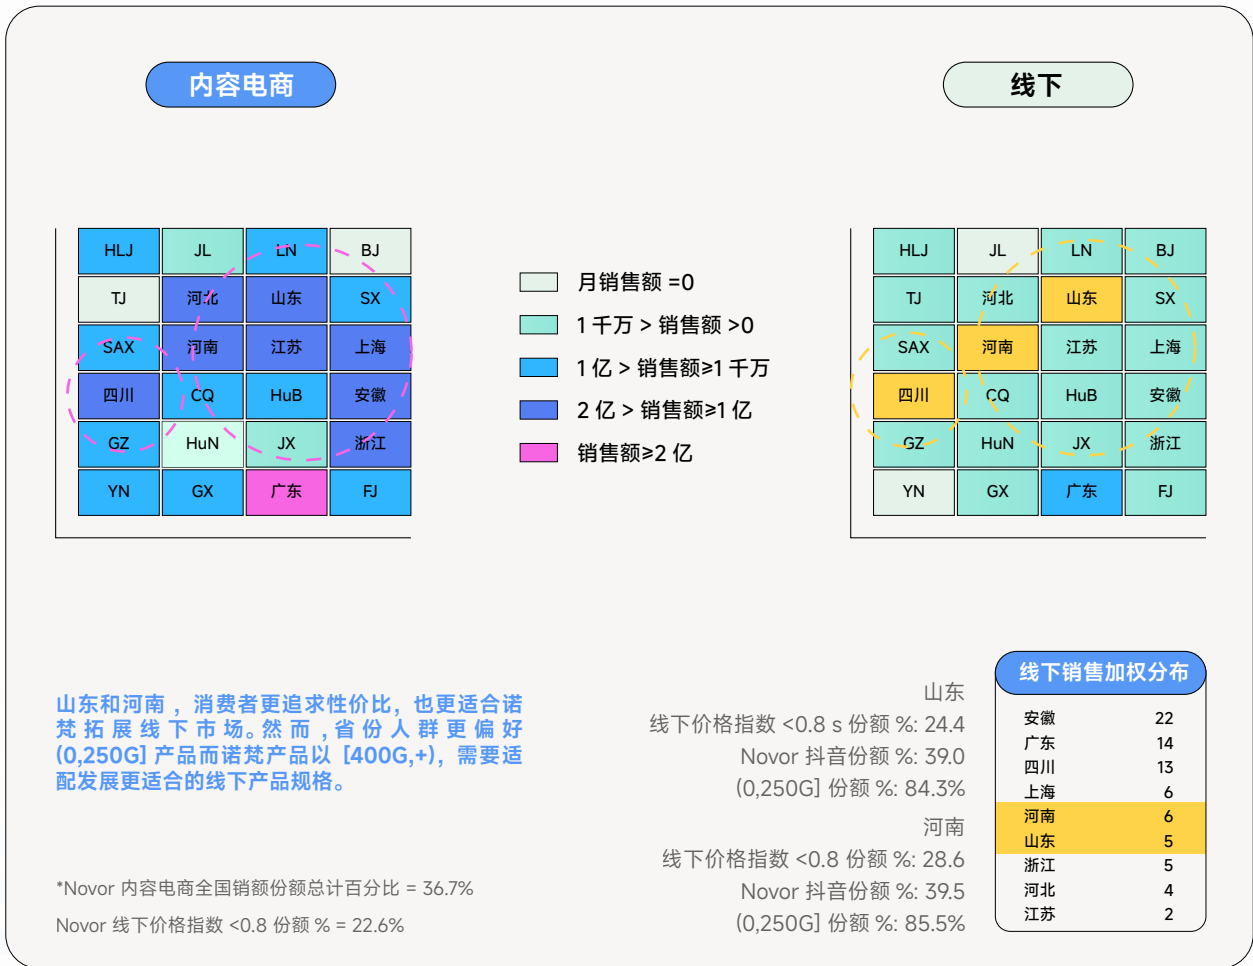 内容电商
线下
HLJ JL LN BJ
TJ 河北 山东 SX
SAX 河南 江苏 上海
四川 CQ HuB 安徽
GZ HuN JX 浙江
YN GX 广东 FJ
月销售额 =0
1 千万 > 销售额 >0
1 亿 > 销售额≥1 千万
2 亿 > 销售额≥1 亿
销售额≥2 亿
HLJ JL LN BJ
TJ 河北 山东 SX
SAX 河南 江苏 上海
四川 CQ HuB 安徽
GZ HuN JX 浙江
YN GX 广东 FJ
山东和河南 ，消费者更追求性价比，也更适合诺
梵拓展线下市场。然而 ,省份人群更偏好
(0,250G] 产品而诺梵产品以 [400G,+)，需要适
配发展更适合的线下产品规格。
*Novor 内容电商全国销额份额总计百分比 = 36.7%
Novor 线下价格指数 <0.8 份额 % = 22.6%
山东
线下价格指数 <0.8 s 份额 %: 24.4
Novor 抖音份额 %: 39.0
(0,250G] 份额 %: 84.3%
河南
线下价格指数 <0.8 份额 %: 28.6
Novor 抖音份额 %: 39.5
(0,250G] 份额 %: 85.5%
线下销售加权分布
安徽 22
广东 14
四川 13
上海 6
河南 6
山东 5
浙江 5
河北 4
江苏 2